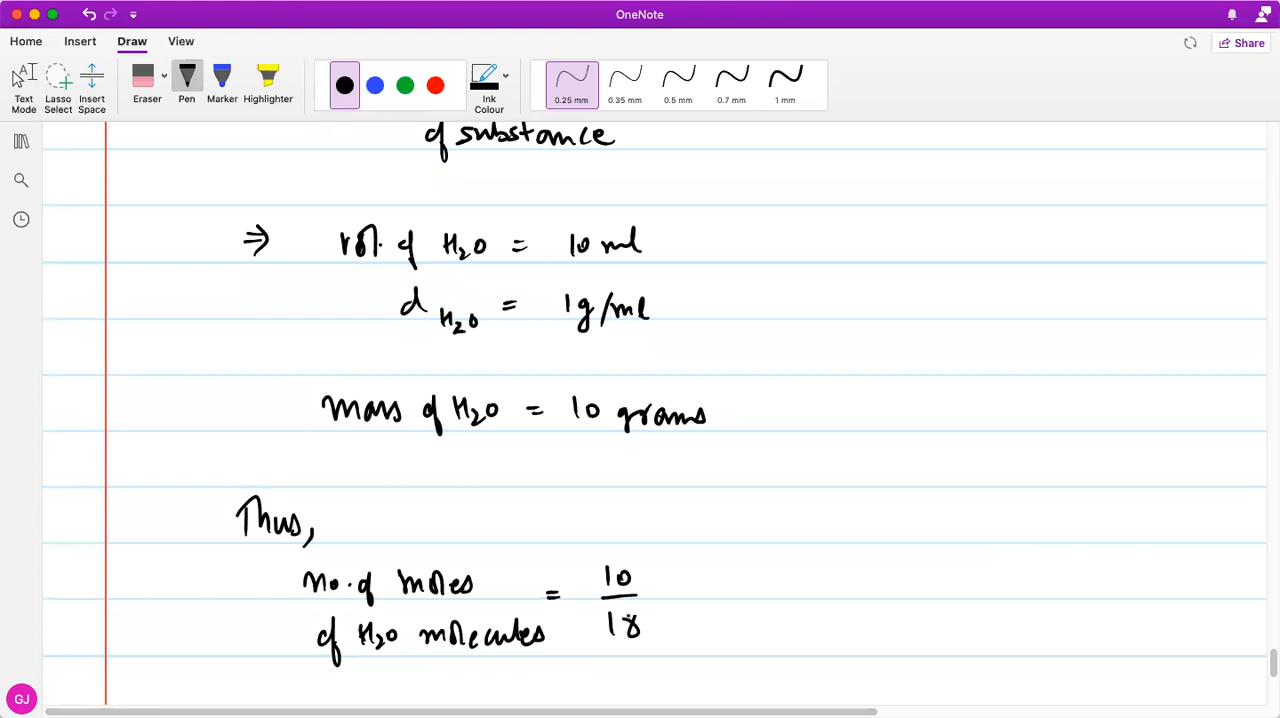 OneNote
Home Insert Draw View
Share
Text Mode
Lasso Select
Insert Space
Eraser
Pen
Marker
Highlighter
Ink Colour
0.25 mm
0.35 mm
0.5 mm
0.7 mm
1 mm
of substance
⇒ vol. of H₂O = 10 ml
d H₂O = 1g/ml
Mass of H₂O = 10 grams
Thus,
No. of moles
of H₂O molecules = 10/18
GJ